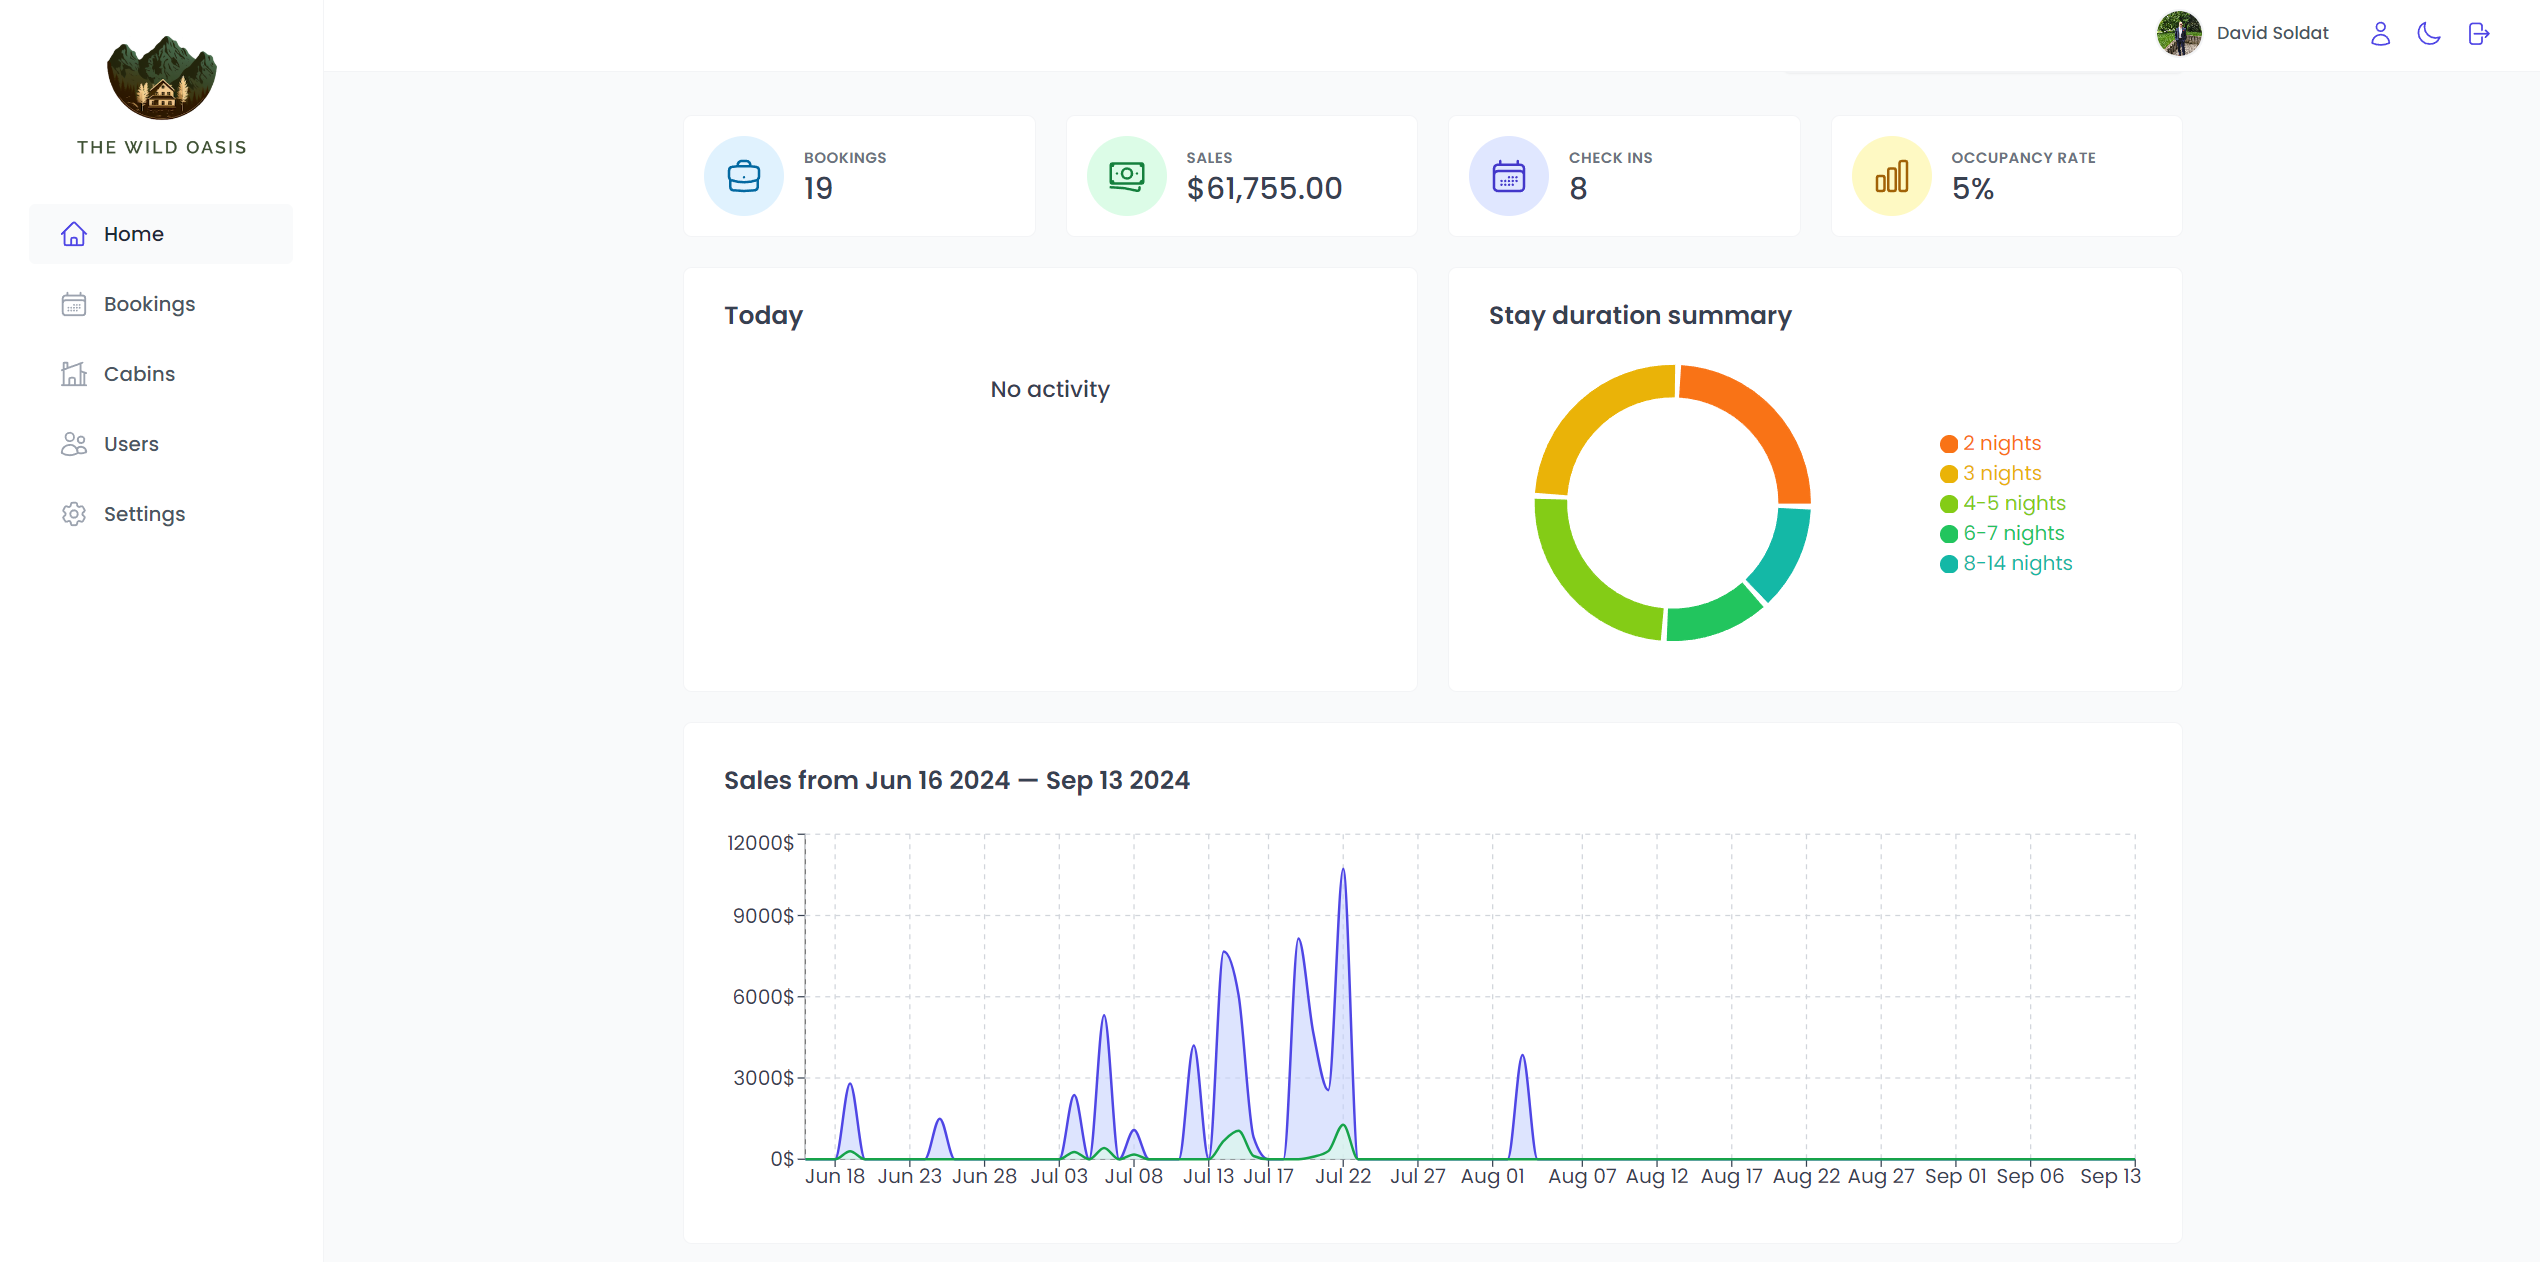 THE WILD OASIS
Home
Bookings
Cabins
Users
Settings
David Soldat
BOOKINGS
19
SALES
$61,755.00
CHECK INS
8
OCCUPANCY RATE
5%
Today
No activity
Stay duration summary
2 nights
3 nights
4-5 nights
6-7 nights
8-14 nights
Sales from Jun 16 2024 — Sep 13 2024
12000$
9000$
6000$
3000$
0$
Jun 18 Jun 23 Jun 28 Jul 03 Jul 08 Jul 13 Jul 17 Jul 22 Jul 27 Aug 01 Aug 07 Aug 12 Aug 17 Aug 22 Aug 27 Sep 01 Sep 06 Sep 13